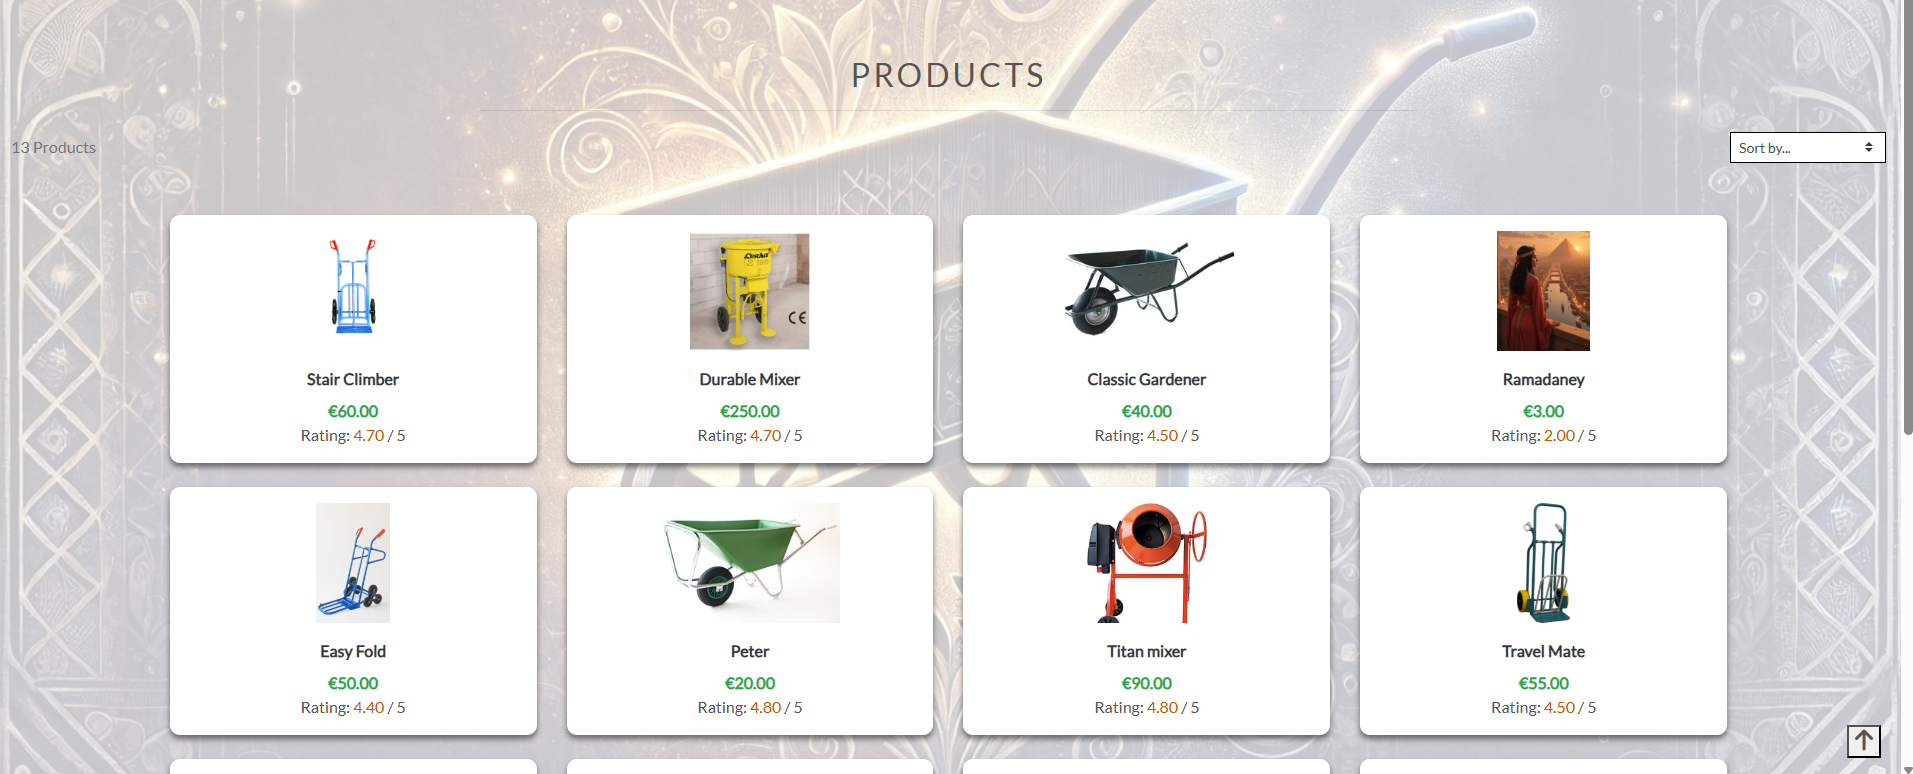 PRODUCTS
13 Products
Sort by...
Stair Climber
€60.00
Rating: 4.70 / 5
Durable Mixer
€250.00
Rating: 4.70 / 5
CE
Classic Gardener
€40.00
Rating: 4.50 / 5
Ramadaney
€3.00
Rating: 2.00 / 5
Easy Fold
€50.00
Rating: 4.40 / 5
Peter
€20.00
Rating: 4.80 / 5
Titan mixer
€90.00
Rating: 4.80 / 5
Travel Mate
€55.00
Rating: 4.50 / 5